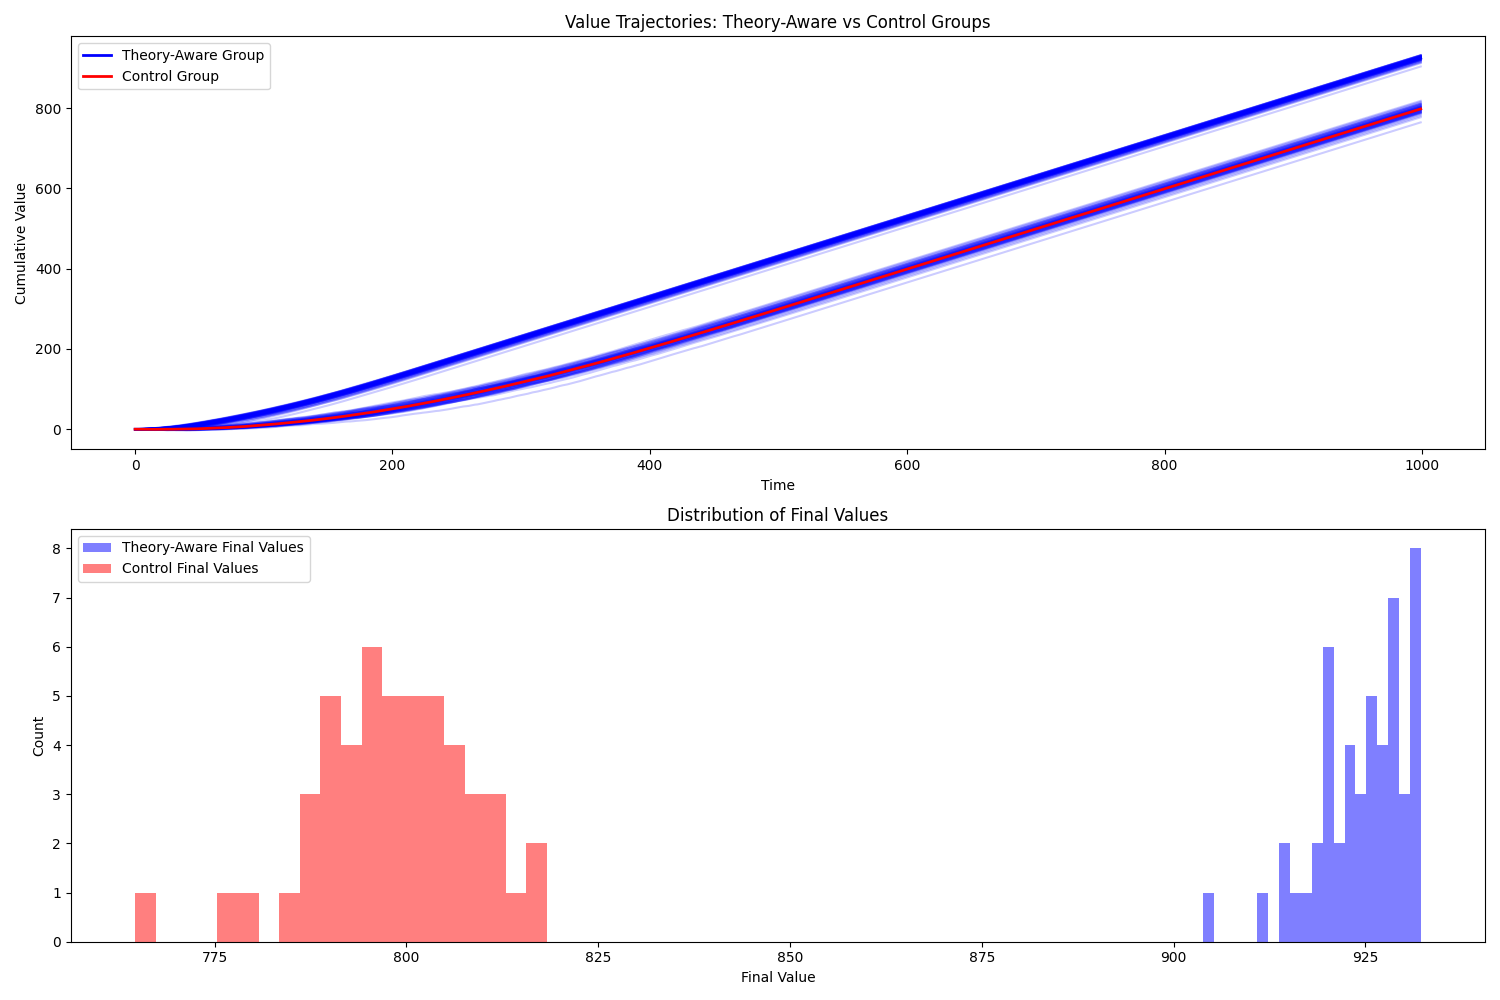 Value Trajectories: Theory-Aware vs Control Groups
Theory-Aware Group
Control Group
Cumulative Value
800
600
400
200
0
0 200 400 600 800 1000
Time
Distribution of Final Values
Theory-Aware Final Values
Control Final Values
Count
8
7
6
5
4
3
2
1
0
775 800 825 850 875 900 925
Final Value